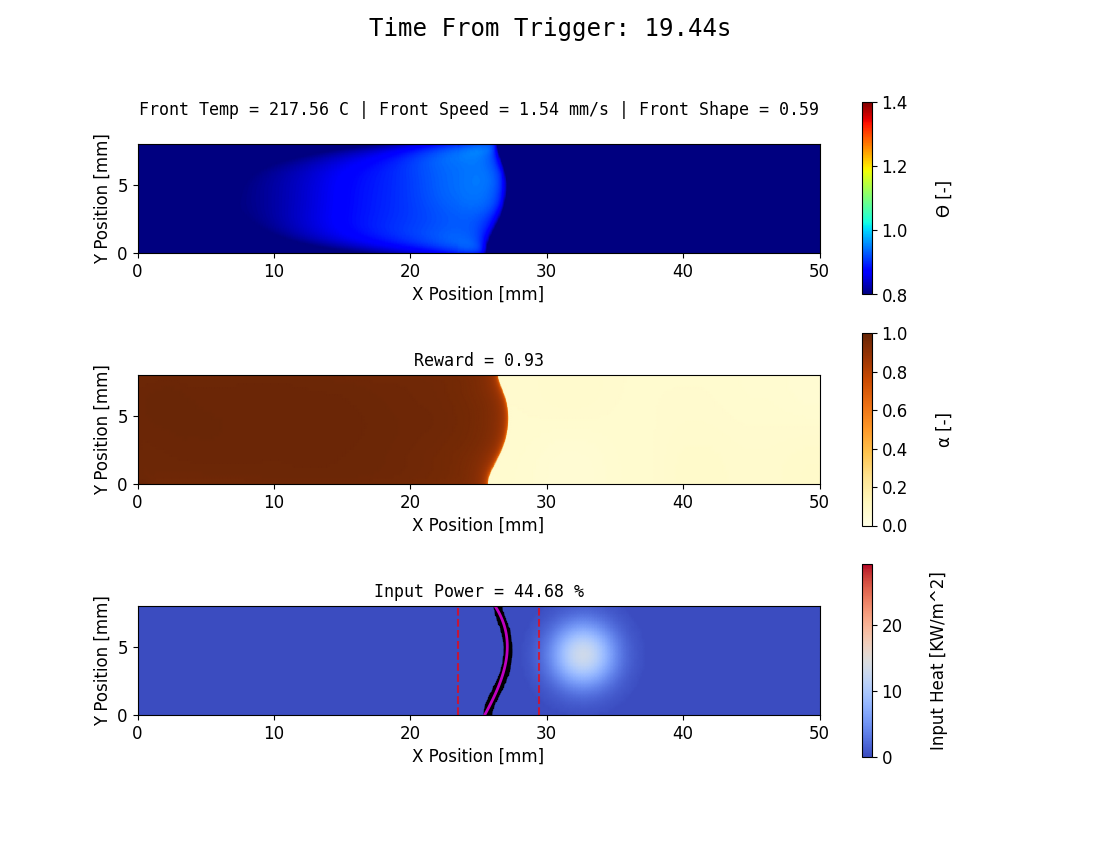 Time From Trigger: 19.44s
Front Temp = 217.56 C | Front Speed = 1.54 mm/s | Front Shape = 0.59
Y Position [mm]
5
0
0 10 20 30 40 50
X Position [mm]
1.4
1.2
1.0
0.8
Θ [-]
Reward = 0.93
Y Position [mm]
5
0
0 10 20 30 40 50
X Position [mm]
1.0
0.8
0.6
0.4
0.2
0.0
α [-]
Input Power = 44.68 %
Y Position [mm]
5
0
0 10 20 30 40 50
X Position [mm]
20
10
0
Input Heat [KW/m^2]